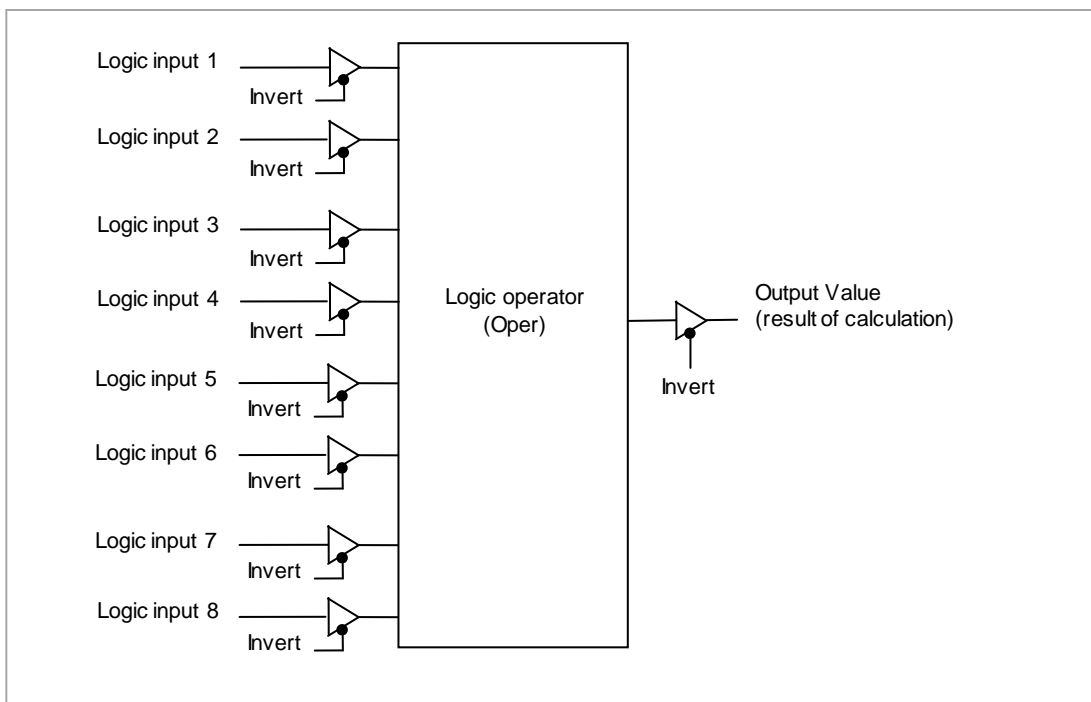 Logic input 1
Invert
Logic input 2
Invert
Logic input 3
Invert
Logic input 4
Invert
Logic input 5
Invert
Logic input 6
Invert
Logic input 7
Invert
Logic input 8
Invert
Logic operator
(Oper)
Output Value
(result of calculation)
Invert